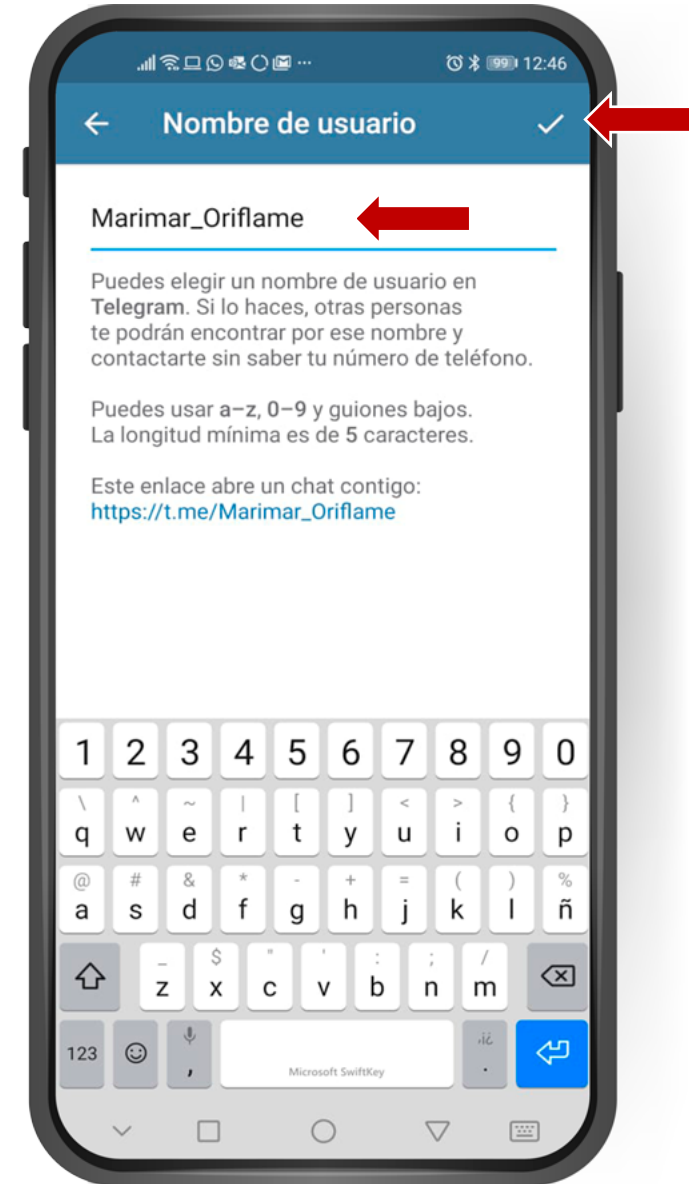 99 12:46
Nombre de usuario
Marimar_Oriflame
Puedes elegir un nombre de usuario en
Telegram. Si lo haces, otras personas
te podrán encontrar por ese nombre y
contactarte sin saber tu número de teléfono.
Puedes usar a–z, 0–9 y guiones bajos.
La longitud mínima es de 5 caracteres.
Este enlace abre un chat contigo:
https://t.me/Marimar_Oriflame
1 2 3 4 5 6 7 8 9 0
\ ^ ~ | [ ] < > { }
q w e r t y u i o p
@ # & * - + = ( ) %
a s d f g h j k l ñ
_ $ " ' : ; /
z x c v b n m
123 , Microsoft SwiftKey ,¡¿ .